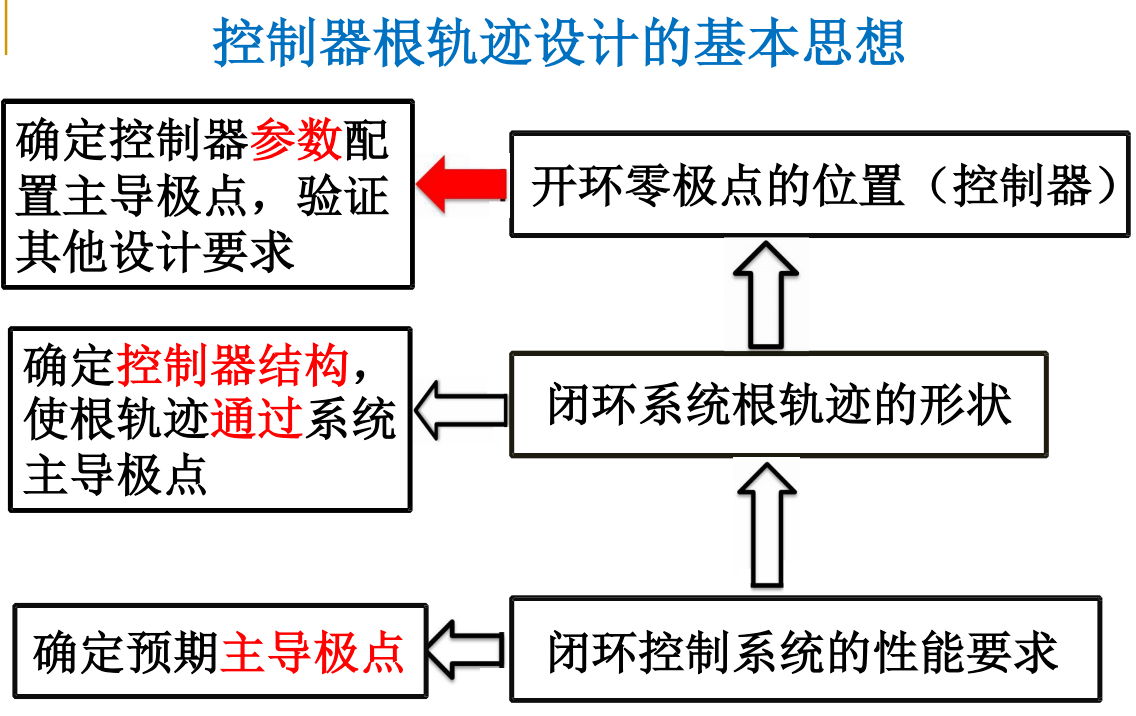 控制器根轨迹设计的基本思想
确定控制器参数配
置主导极点，验证
其他设计要求
开环零极点的位置（控制器）
确定控制器结构，
使根轨迹通过系统
主导极点
闭环系统根轨迹的形状
确定预期主导极点
闭环控制系统的性能要求